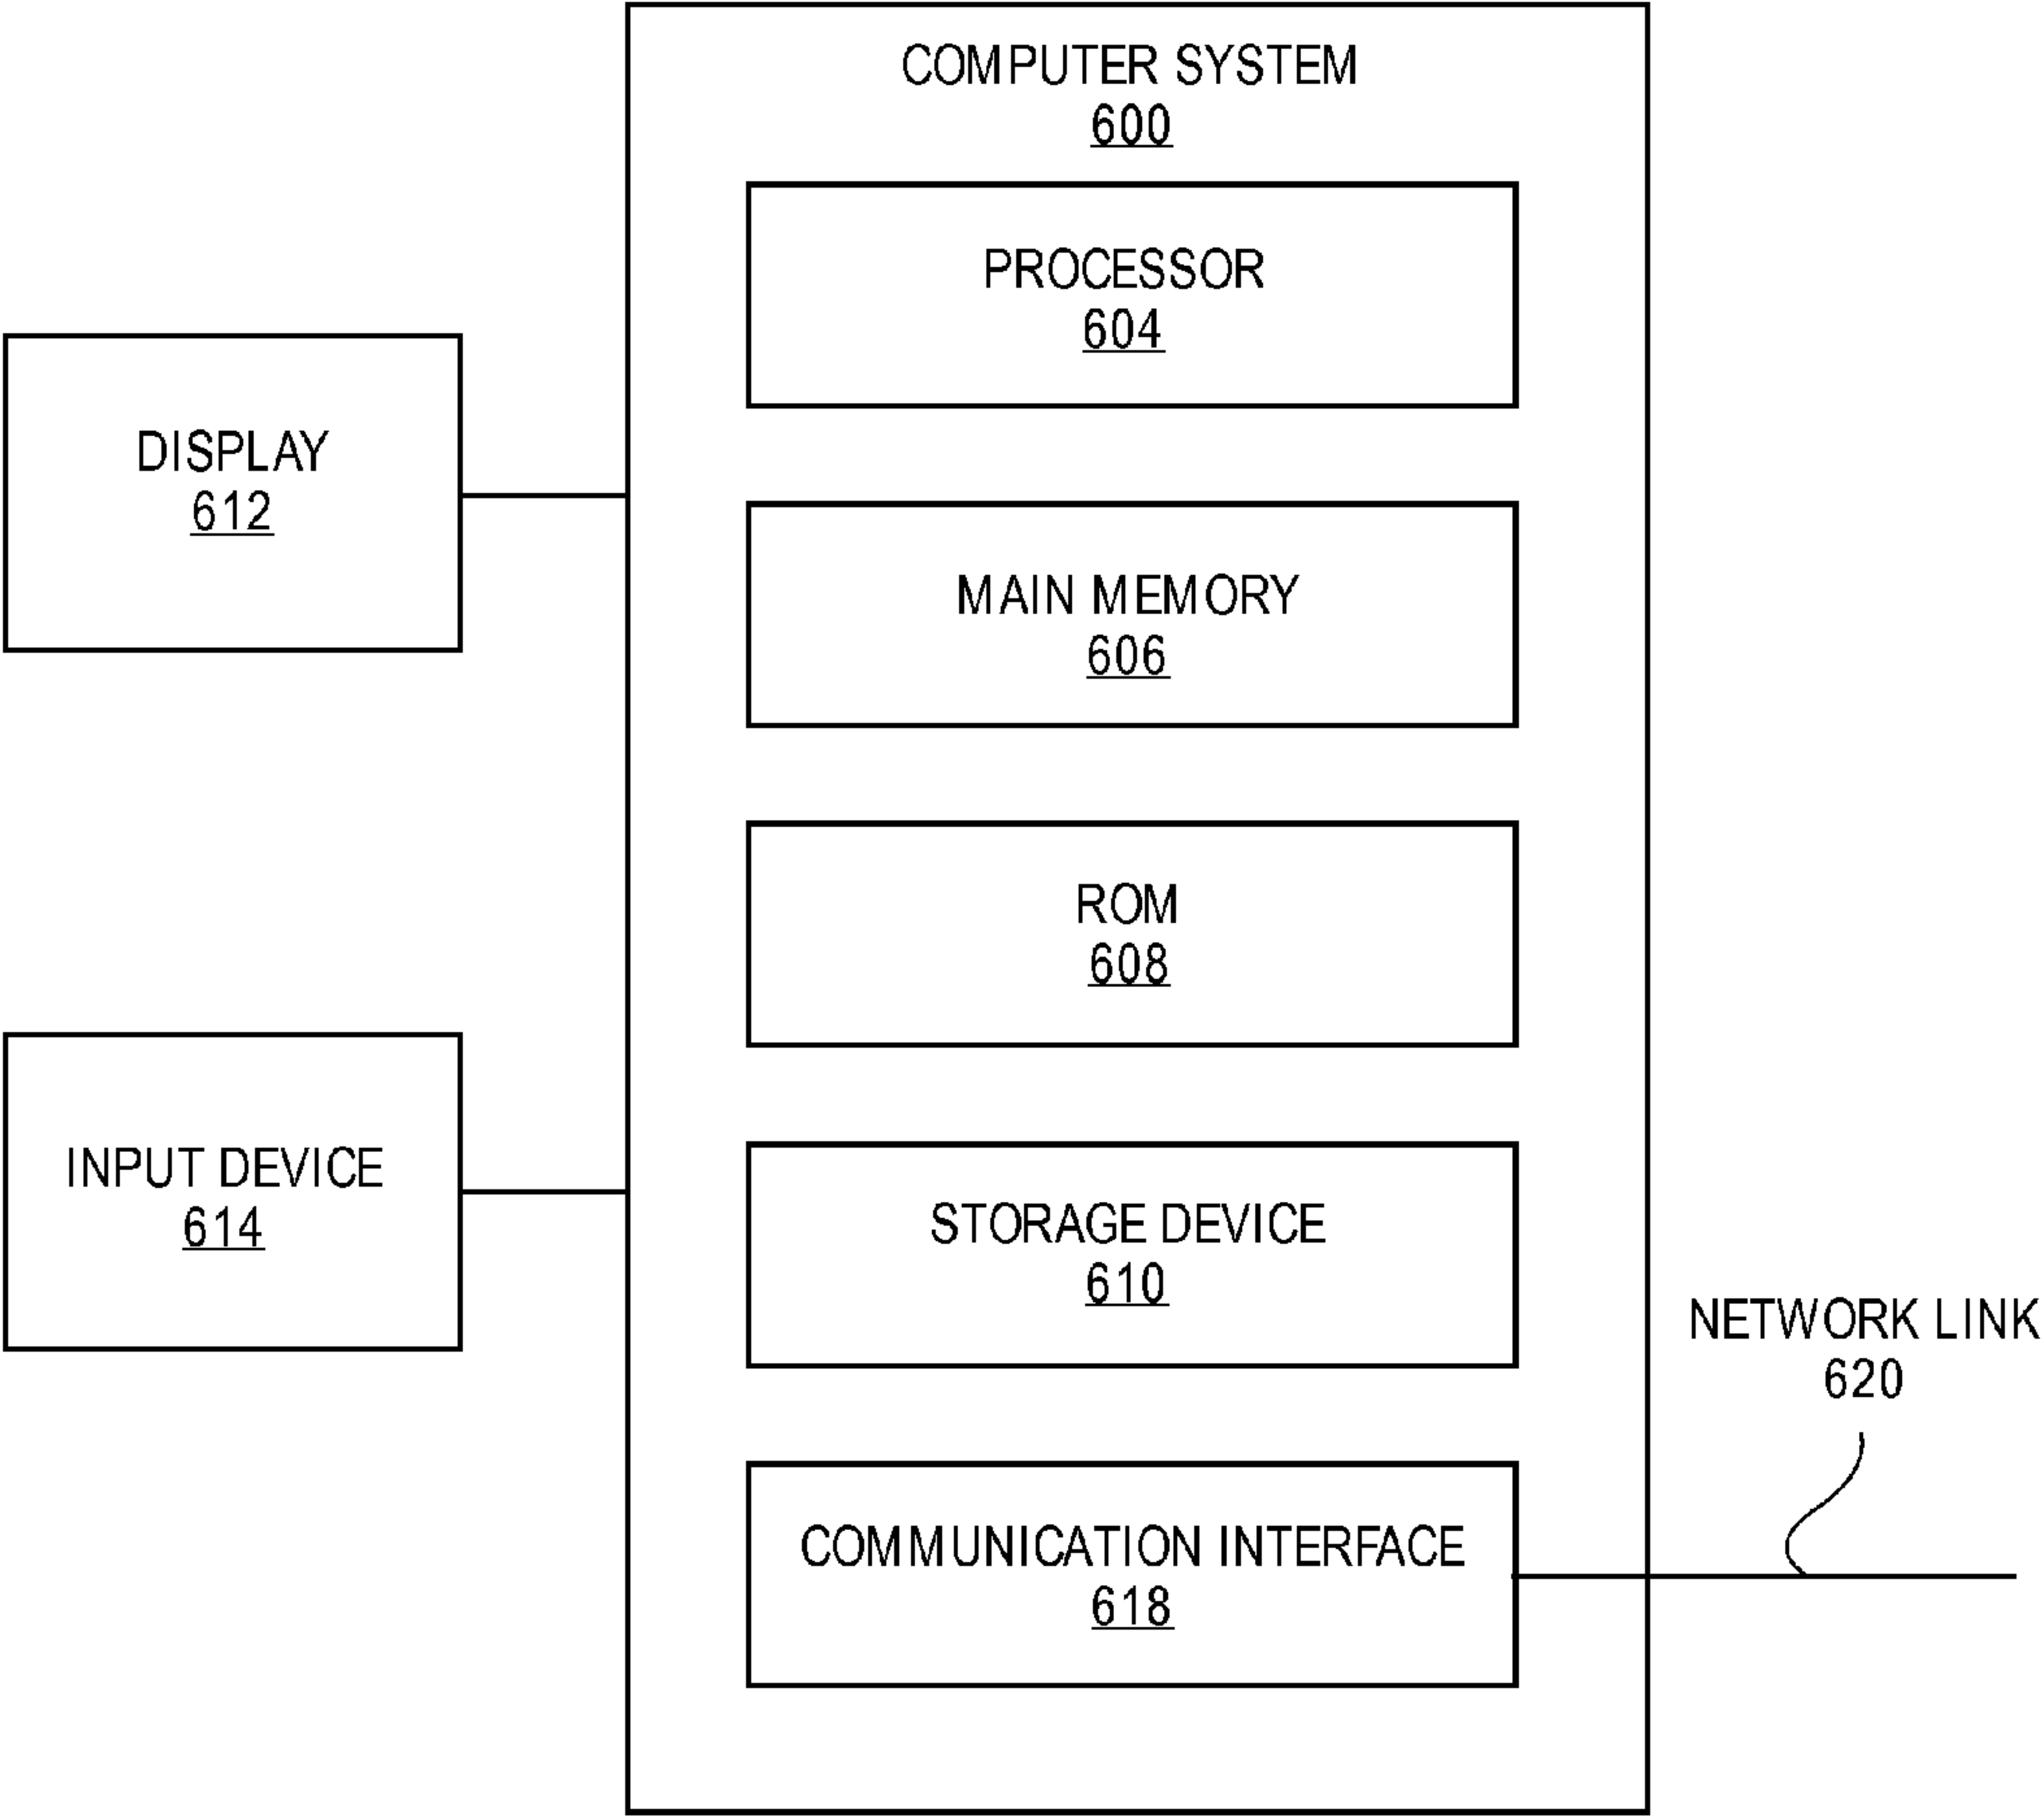 COMPUTER SYSTEM
600
PROCESSOR
604
DISPLAY
612
MAIN MEMORY
606
ROM
608
INPUT DEVICE
614
STORAGE DEVICE
610
NETWORK LINK
620
COMMUNICATION INTERFACE
618